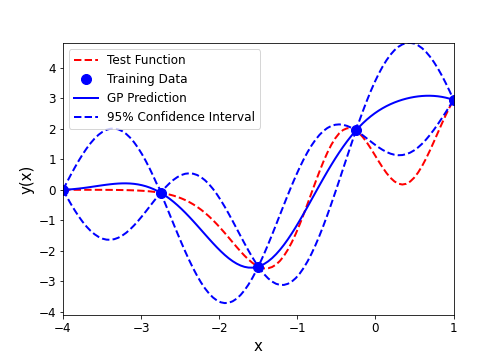 Test Function
Training Data
GP Prediction
95% Confidence Interval
4
3
2
1
0
−1
−2
−3
−4
y(x)
−4 −3 −2 −1 0 1
x